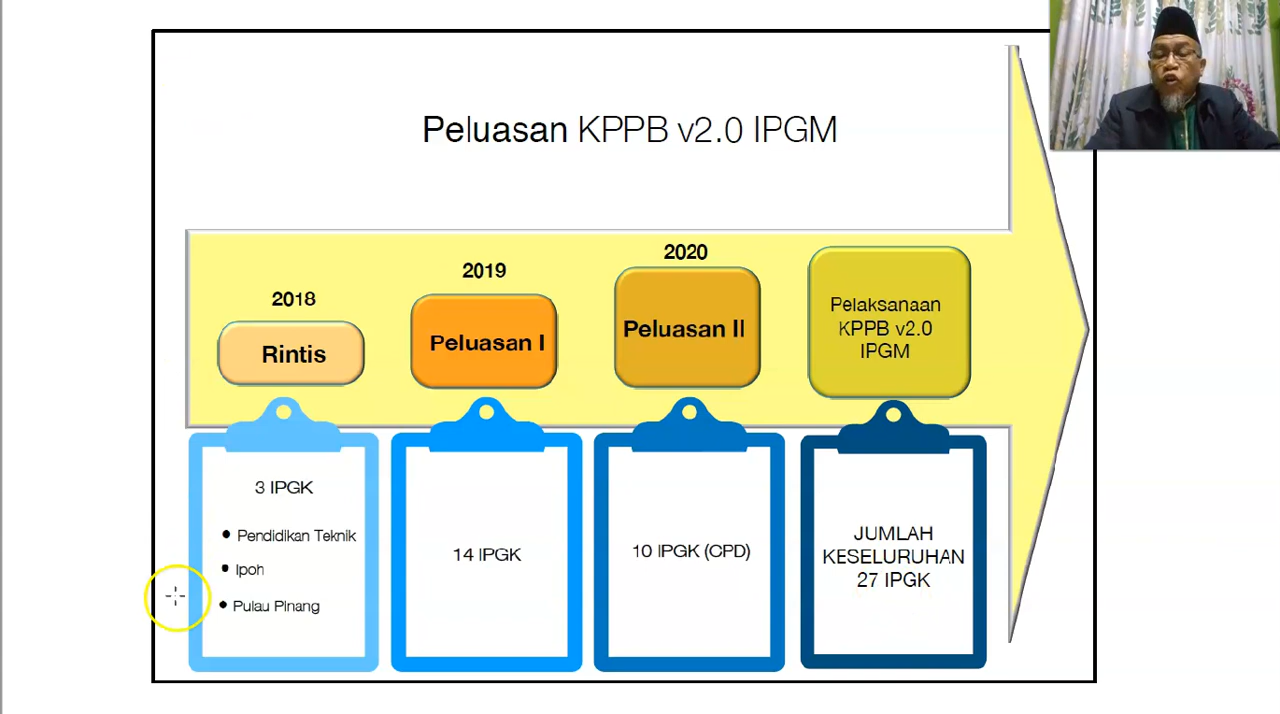 Peluasan KPPB v2.0 IPGM
2018
Rintis
3 IPGK
Pendidikan Teknik
Ipoh
Pulau Pinang
2019
Peluasan I
14 IPGK
2020
Peluasan II
10 IPGK (CPD)
Pelaksanaan
KPPB v2.0
IPGM
JUMLAH
KESELURUHAN
27 IPGK